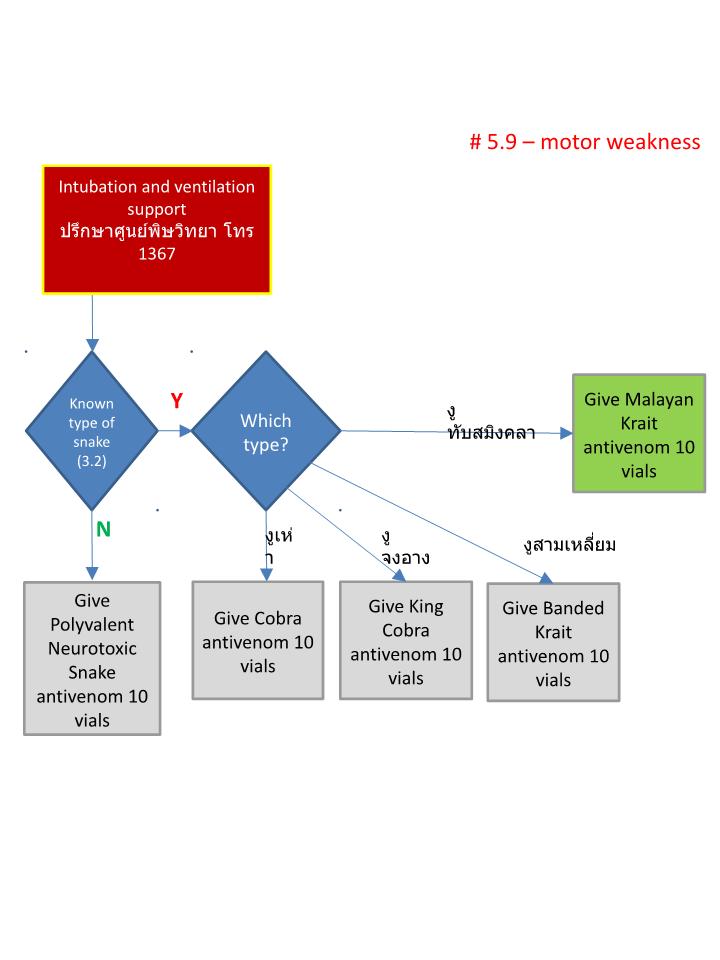 # 5.9 – motor weakness
Intubation and ventilation
support
ปรึกษาศูนย์พิษวิทยา โทร
1367
Known
type of
snake
(3.2)
Y
Which
type?
งู
ทับสมิงคลา
Give Malayan
Krait
antivenom 10
vials
N
งูเห่
า
งู
จงอาง
งูสามเหลี่ยม
Give
Polyvalent
Neurotoxic
Snake
antivenom 10
vials
Give Cobra
antivenom 10
vials
Give King
Cobra
antivenom 10
vials
Give Banded
Krait
antivenom 10
vials